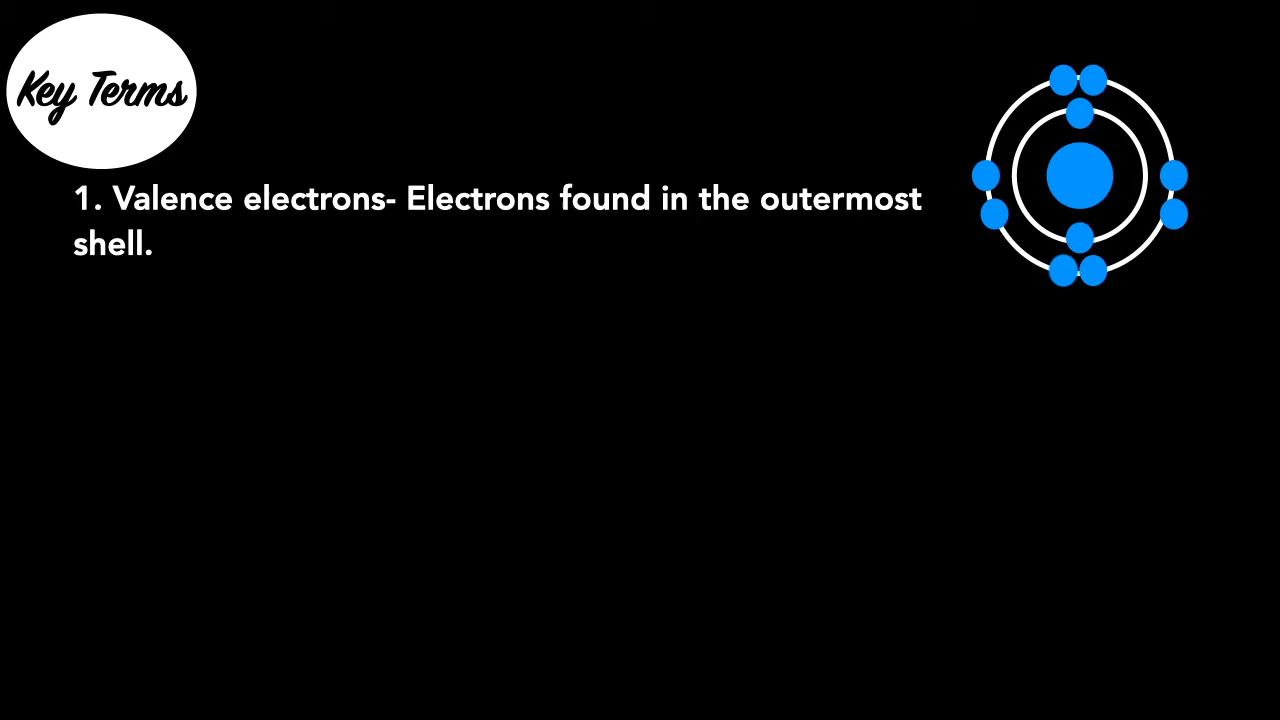 Key Terms
1. Valence electrons- Electrons found in the outermost
shell.